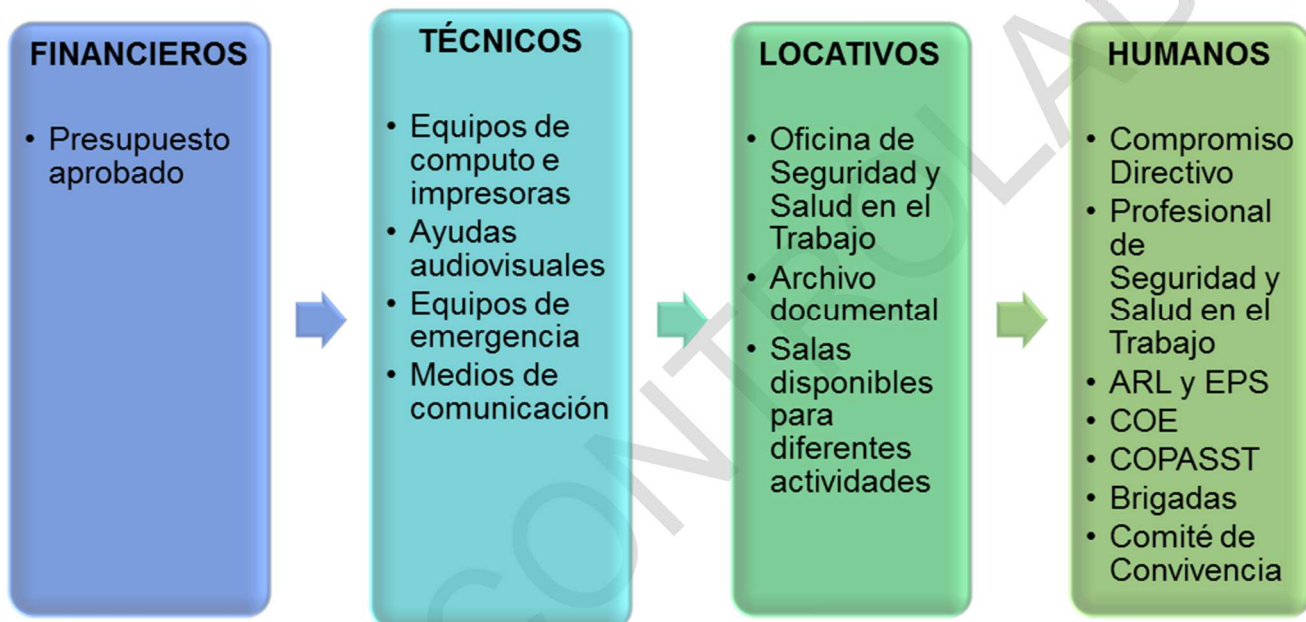 FINANCIEROS
• Presupuesto
aprobado
TÉCNICOS
• Equipos de
computo e
impresoras
• Ayudas
audiovisuales
• Equipos de
emergencia
• Medios de
comunicación
LOCATIVOS
• Oficina de
Seguridad y
Salud en el
Trabajo
• Archivo
documental
• Salas
disponibles
para
diferentes
actividades
HUMANOS
• Compromiso
Directivo
• Profesional
de
Seguridad y
Salud en el
Trabajo
• ARL y EPS
• COE
• COPASST
• Brigadas
• Comité de
Convivencia